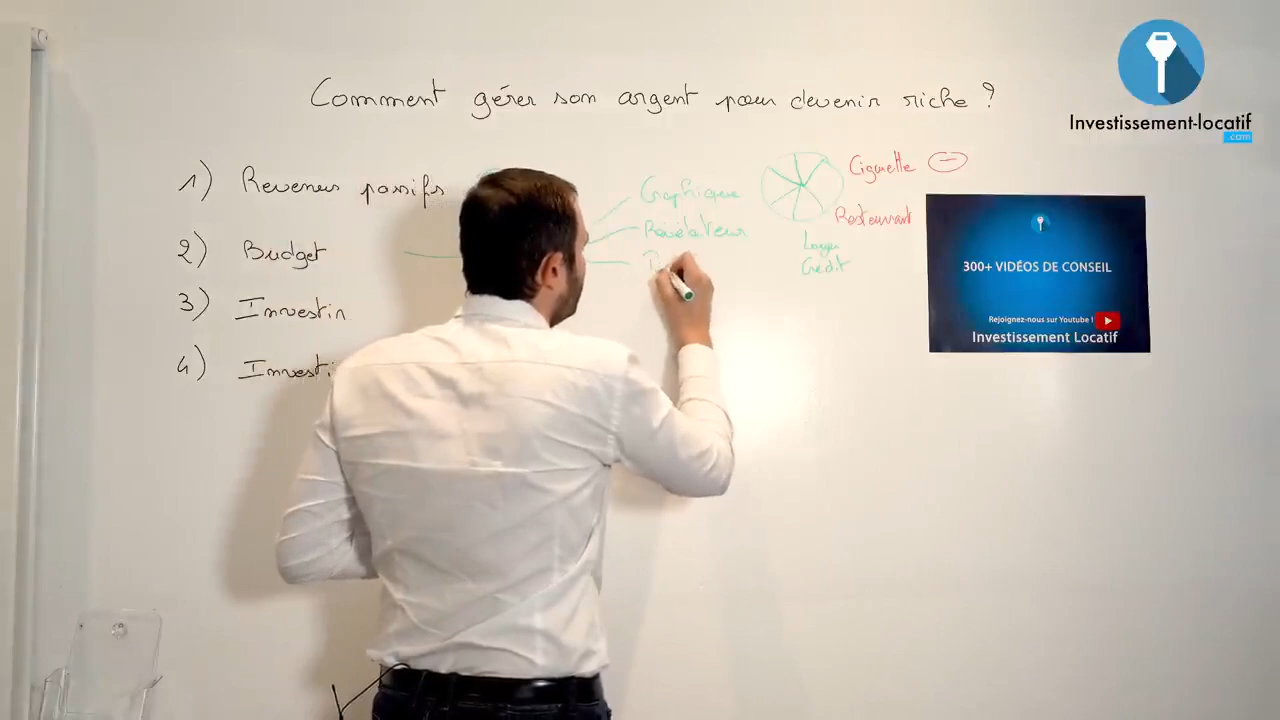 Investissement-locatif
.com
Comment gérer son argent pour devenir riche ?
1) Revenus passifs
2) Budget
3) Investir
4) Investi
Graphique
Révélateur
Cigarette −
Restaurant
Loyer
Crédit
300+ VIDÉOS DE CONSEIL
Rejoignez-nous sur Youtube !
Investissement Locatif